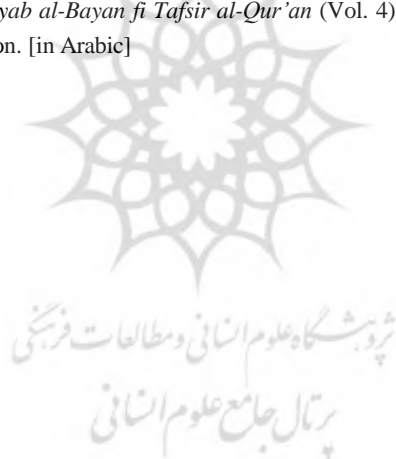 yab al-Bayan fi Tafsir al-Qur'an (Vol. 4)
on. [in Arabic]
پژوهشگاه علوم انسانی و مطالعات فرهنگی
پرتال جامع علوم انسانی